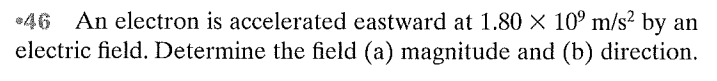 •46 An electron is accelerated eastward at 1.80 × 10⁹ m/s² by an
electric field. Determine the field (a) magnitude and (b) direction.